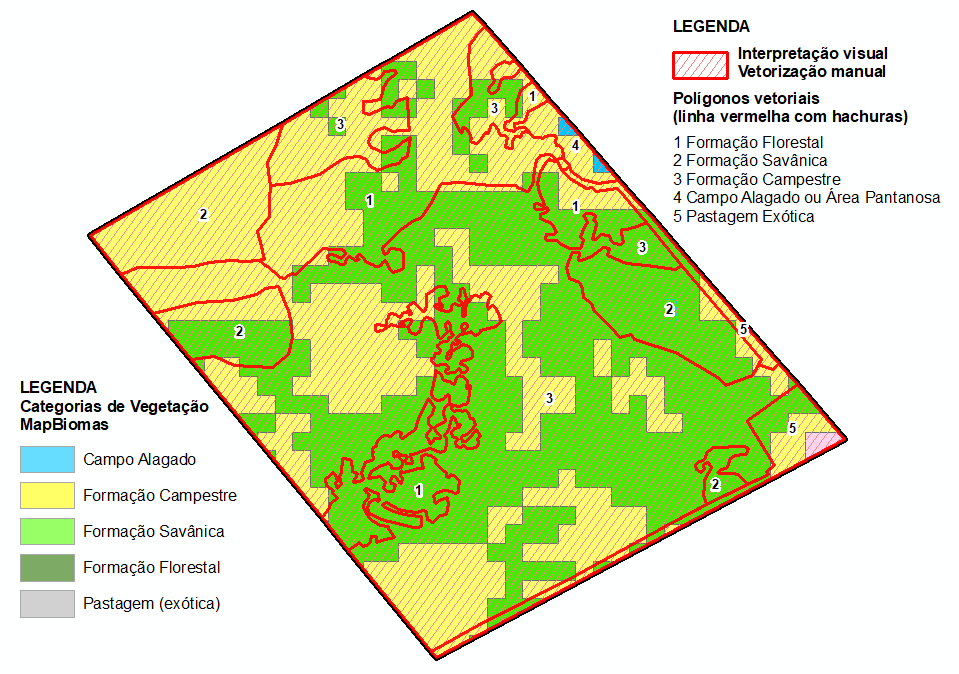 LEGENDA
Interpretação visual
Vetorização manual
Polígonos vetoriais
(linha vermelha com hachuras)
1 Formação Florestal
2 Formação Savânica
3 Formação Campestre
4 Campo Alagado ou Área Pantanosa
5 Pastagem Exótica
1
3
3
4
1
1
2
3
2
5
2
3
5
1
2
LEGENDA
Categorias de Vegetação
MapBiomas
Campo Alagado
Formação Campestre
Formação Savânica
Formação Florestal
Pastagem (exótica)